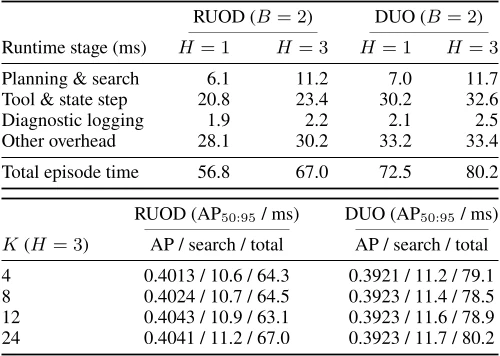 RUOD (B = 2) DUO (B = 2)
Runtime stage (ms) H = 1 H = 3 H = 1 H = 3
Planning & search 6.1 11.2 7.0 11.7
Tool & state step 20.8 23.4 30.2 32.6
Diagnostic logging 1.9 2.2 2.1 2.5
Other overhead 28.1 30.2 33.2 33.4
Total episode time 56.8 67.0 72.5 80.2
RUOD (AP50:95 / ms) DUO (AP50:95 / ms)
K (H = 3) AP / search / total AP / search / total
4 0.4013 / 10.6 / 64.3 0.3921 / 11.2 / 79.1
8 0.4024 / 10.7 / 64.5 0.3923 / 11.4 / 78.5
12 0.4043 / 10.9 / 63.1 0.3923 / 11.6 / 78.9
24 0.4041 / 11.2 / 67.0 0.3923 / 11.7 / 80.2